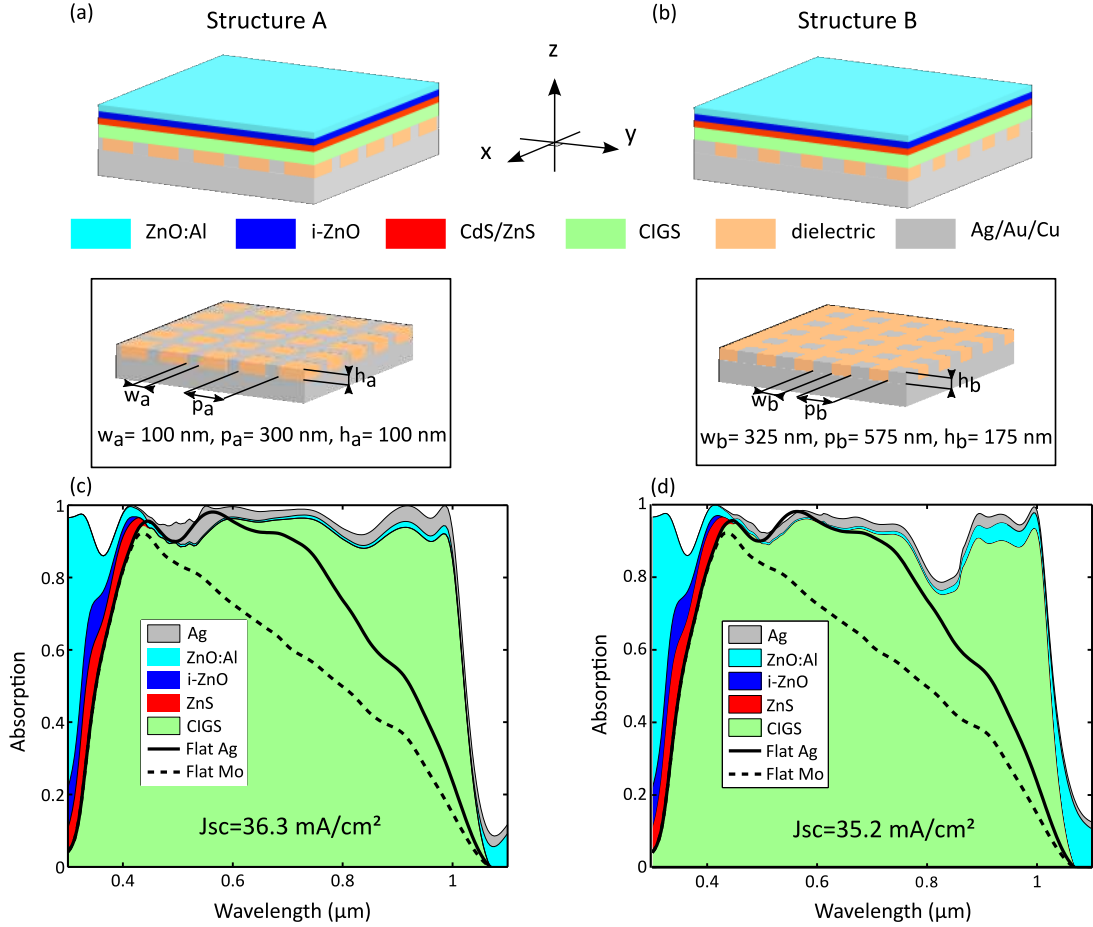 (a)
Structure A
(b)
Structure B
z
x
y
ZnO:Al
i-ZnO
CdS/ZnS
CIGS
dielectric
Ag/Au/Cu
wa
pa
ha
wa= 100 nm, pa= 300 nm, ha= 100 nm
wb
pb
hb
wb= 325 nm, pb= 575 nm, hb= 175 nm
(c)
1
0.8
0.6
0.4
0.2
0
Absorption
Ag
ZnO:Al
i-ZnO
ZnS
CIGS
Flat Ag
Flat Mo
Jsc=36.3 mA/cm²
0.4
0.6
0.8
1
Wavelength (µm)
(d)
1
0.8
0.6
0.4
0.2
0
Absorption
Ag
ZnO:Al
i-ZnO
ZnS
CIGS
Flat Ag
Flat Mo
Jsc=35.2 mA/cm²
0.4
0.6
0.8
1
Wavelength (µm)